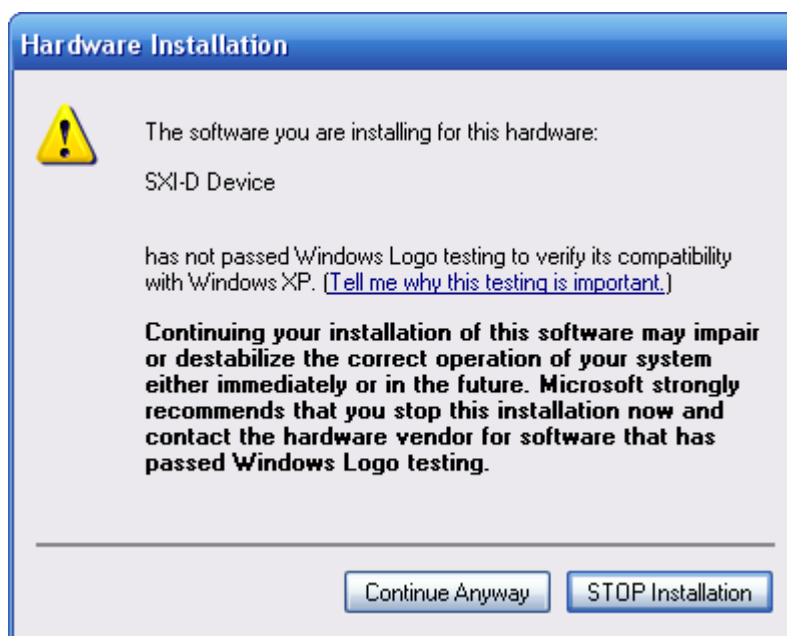 Hardware Installation
The software you are installing for this hardware:
SXI-D Device
has not passed Windows Logo testing to verify its compatibility
with Windows XP. (Tell me why this testing is important.)
Continuing your installation of this software may impair
or destabilize the correct operation of your system
either immediately or in the future. Microsoft strongly
recommends that you stop this installation now and
contact the hardware vendor for software that has
passed Windows Logo testing.
Continue Anyway
STOP Installation